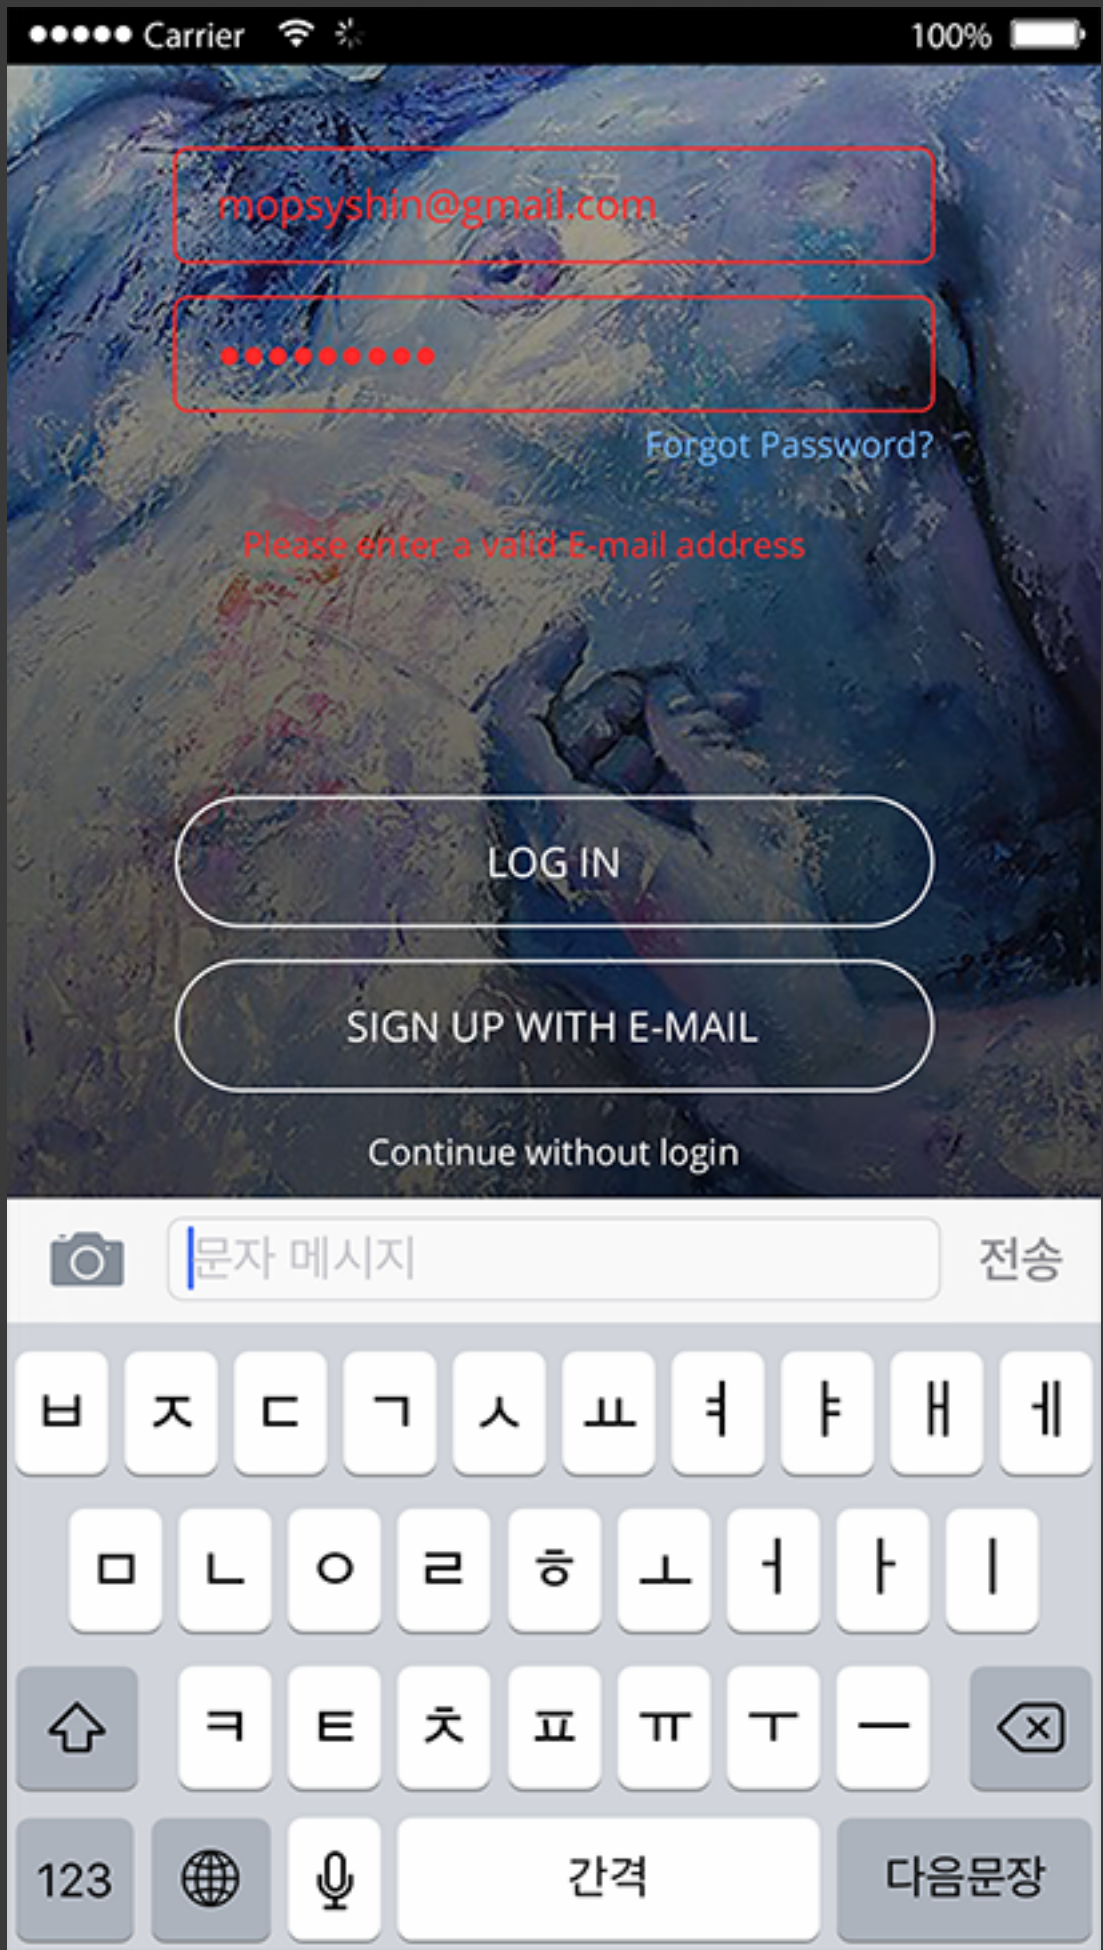 Carrier 100%
mopsyshin@gmail.com
Forgot Password?
Please enter a valid E-mail address
LOG IN
SIGN UP WITH E-MAIL
Continue without login
문자 메시지 전송
ㅂ ㅈ ㄷ ㄱ ㅅ ㅛ ㅕ ㅑ ㅐ ㅔ
ㅁ ㄴ ㅇ ㄹ ㅎ ㅗ ㅓ ㅏ ㅣ
ㅋ ㅌ ㅊ ㅍ ㅠ ㅜ ㅡ
123 간격 다음문장